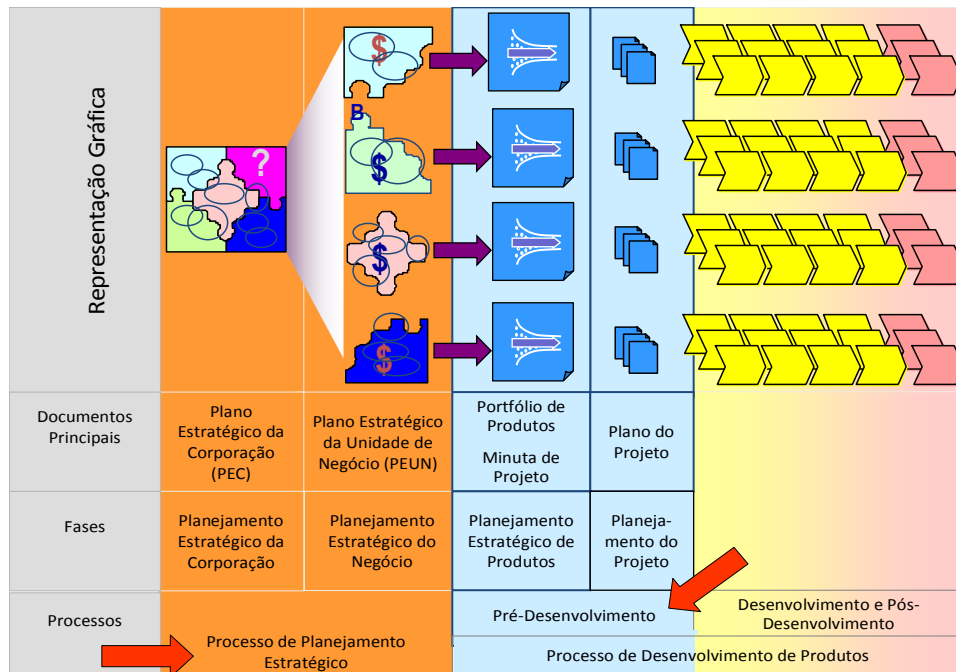 Representação Gráfica
$
B
$
?
$
$
Documentos
Principais
Plano
Estratégico da
Corporação
(PEC)
Plano Estratégico
da Unidade de
Negócio (PEUN)
Portfólio de
Produtos
Minuta de
Projeto
Plano do
Projeto
Fases
Planejamento
Estratégico da
Corporação
Planejamento
Estratégico do
Negócio
Planejamento
Estratégico de
Produtos
Planeja-
mento do
Projeto
Processos
Processo de Planejamento
Estratégico
Pré-Desenvolvimento
Desenvolvimento e Pós-
Desenvolvimento
Processo de Desenvolvimento de Produtos